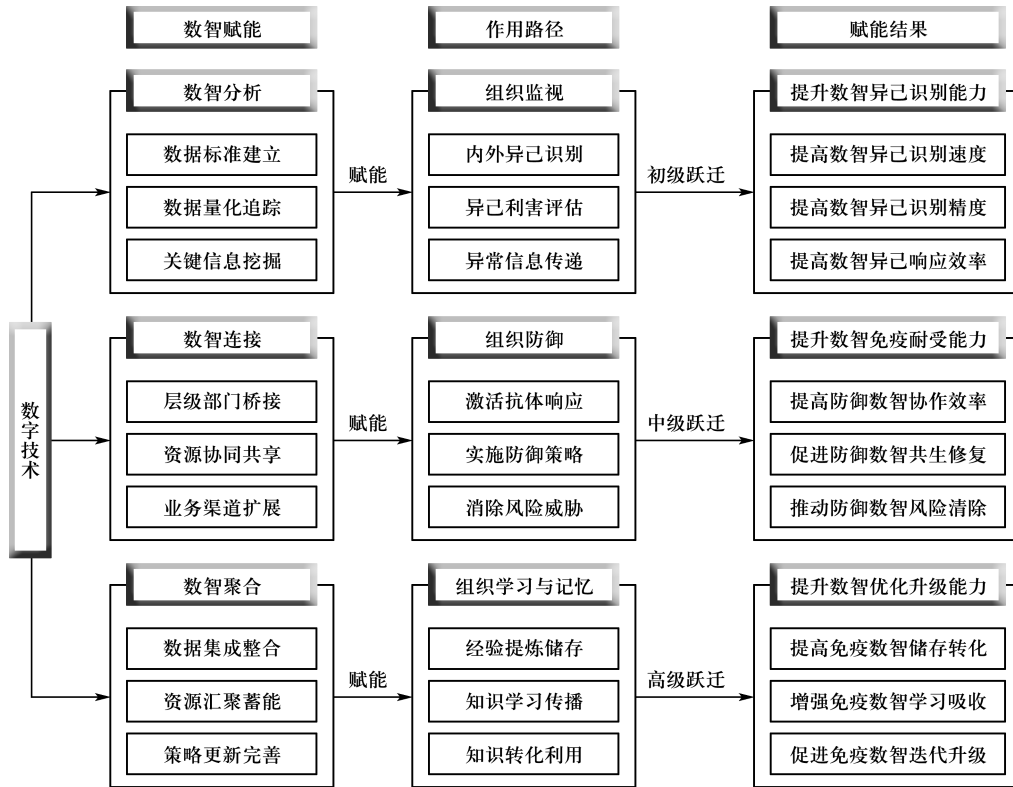 数智赋能
作用路径
赋能结果
数字技术
数智分析
数据标准建立
数据量化追踪
关键信息挖掘
赋能
组织监视
内外异己识别
异己利害评估
异常信息传递
初级跃迁
提升数智异己识别能力
提高数智异己识别速度
提高数智异己识别精度
提高数智异己响应效率
数智连接
层级部门桥接
资源协同共享
业务渠道扩展
赋能
组织防御
激活抗体响应
实施防御策略
消除风险威胁
中级跃迁
提升数智免疫耐受能力
提高防御数智协作效率
促进防御数智共生修复
推动防御数智风险清除
数智聚合
数据集成整合
资源汇聚蓄能
策略更新完善
赋能
组织学习与记忆
经验提炼储存
知识学习传播
知识转化利用
高级跃迁
提升数智优化升级能力
提高免疫数智储存转化
增强免疫数智学习吸收
促进免疫数智迭代升级